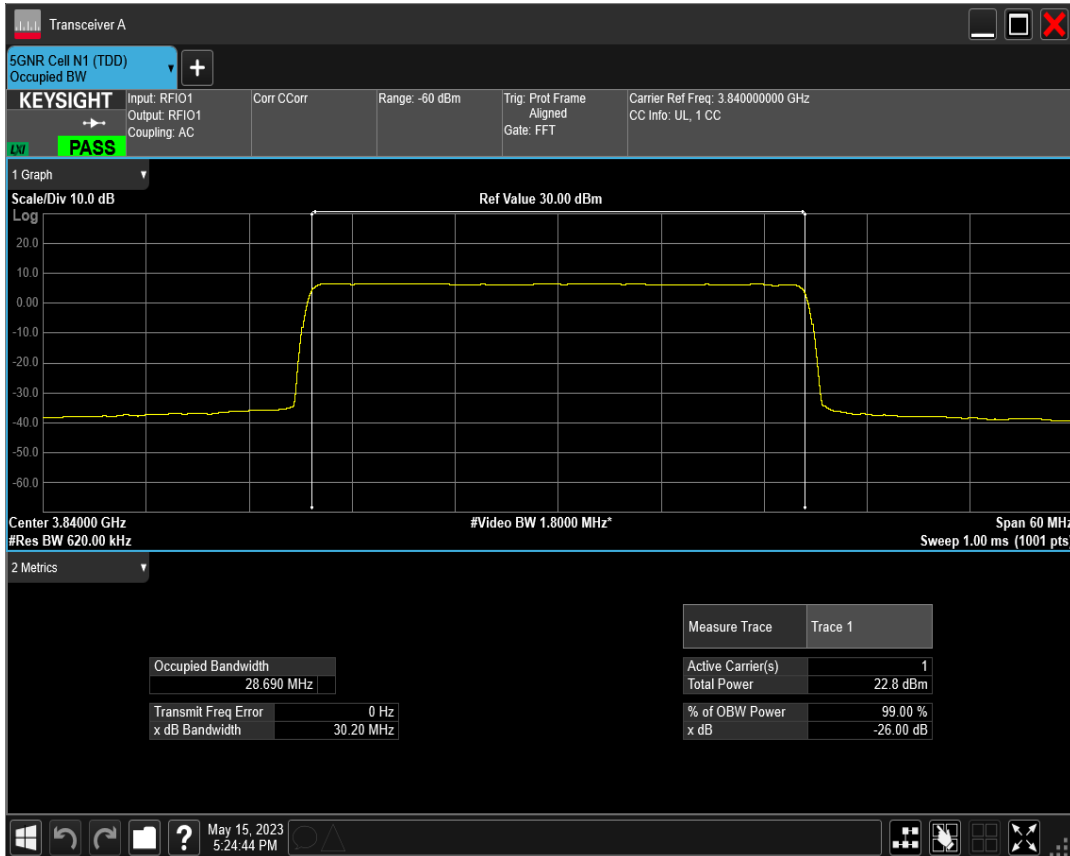 Transceiver A
5GNR Cell N1 (TDD)
Occupied BW
+
KEYSIGHT
LXI
PASS
Input: RFIO1
Output: RFIO1
Coupling: AC
Corr CCorr
Range: -60 dBm
Trig: Prot Frame
Aligned
Gate: FFT
Carrier Ref Freq: 3.840000000 GHz
CC Info: UL, 1 CC
1 Graph
Scale/Div 10.0 dB
Ref Value 30.00 dBm
Log
20.0
10.0
0.00
-10.0
-20.0
-30.0
-40.0
-50.0
-60.0
Center 3.84000 GHz
#Video BW 1.8000 MHz*
Span 60 MHz
#Res BW 620.00 kHz
Sweep 1.00 ms (1001 pts)
2 Metrics
Measure Trace Trace 1
Occupied Bandwidth
28.690 MHz
Active Carrier(s) 1
Total Power 22.8 dBm
Transmit Freq Error 0 Hz
x dB Bandwidth 30.20 MHz
% of OBW Power 99.00 %
x dB -26.00 dB
?
May 15, 2023
5:24:44 PM